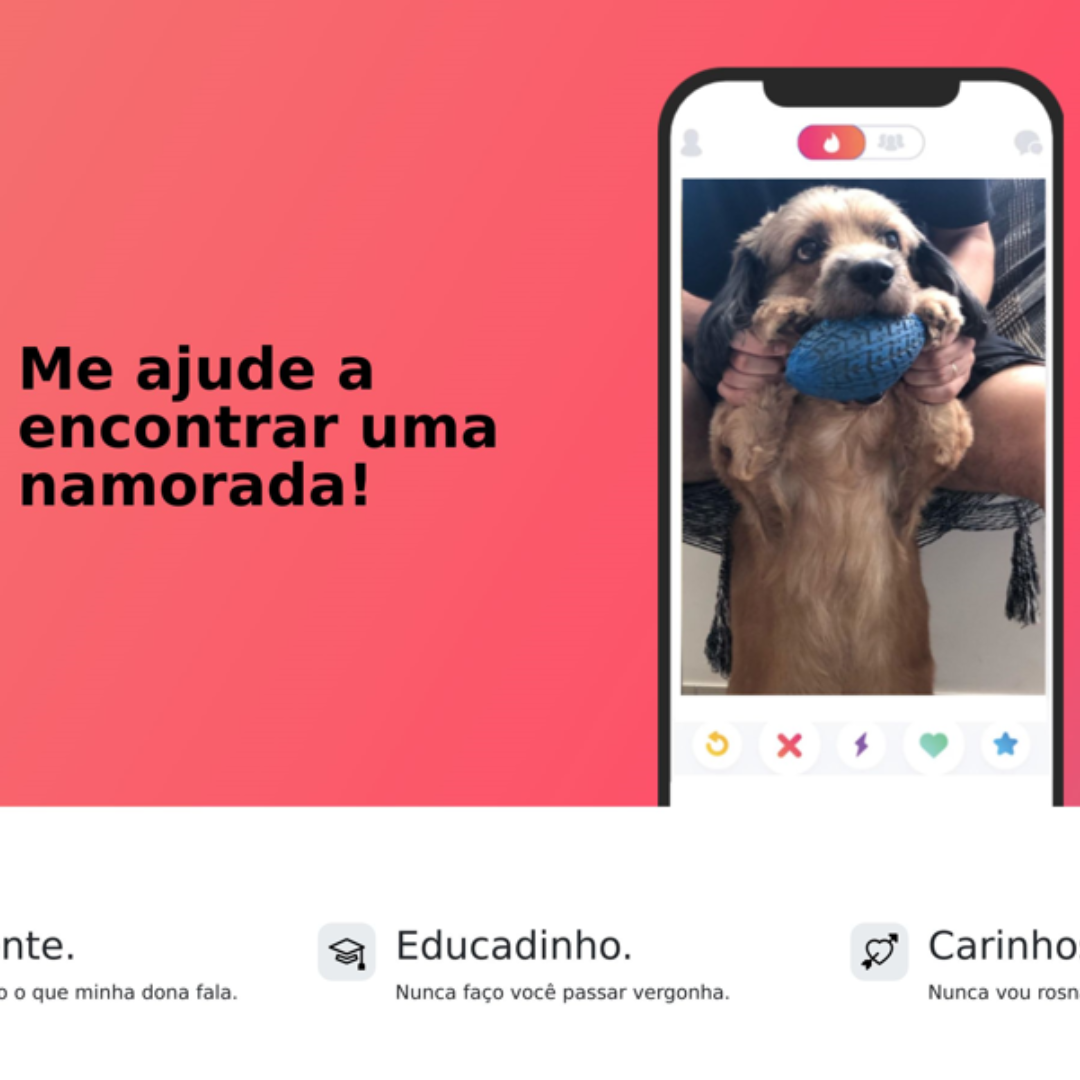 Me ajude a
encontrar uma
namorada!
nte.
o o que minha dona fala.
Educadinho.
Nunca faço você passar vergonha.
Carinho
Nunca vou rosn